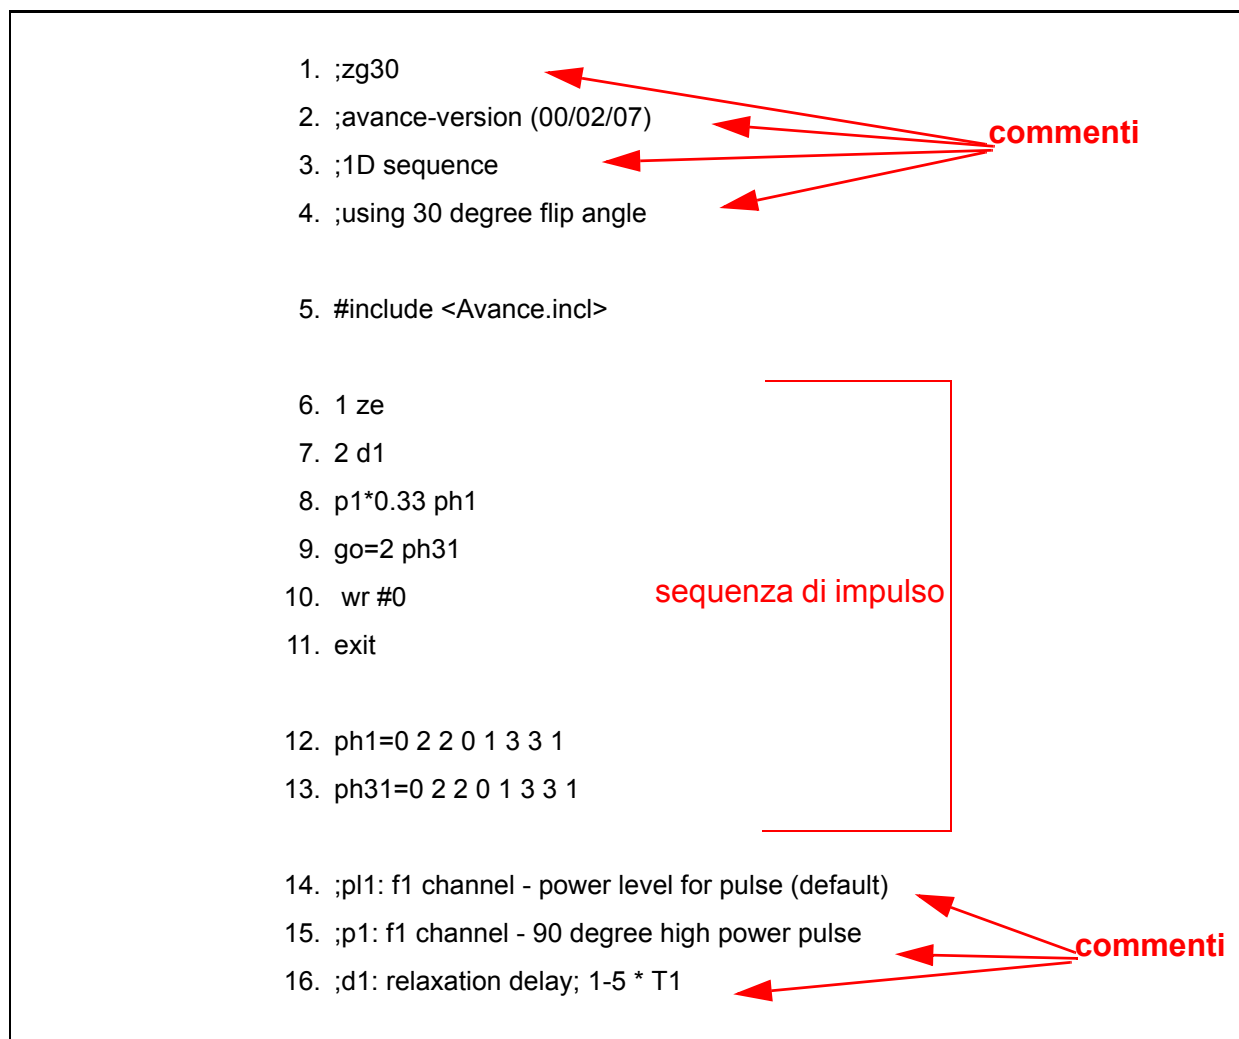 1. ;zg30
2. ;avance-version (00/02/07)
commenti
3. ;1D sequence
4. ;using 30 degree flip angle
5. #include <Avance.incl>
6. 1 ze
7. 2 d1
8. p1*0.33 ph1
9. go=2 ph31
10. wr #0
sequenza di impulso
11. exit
12. ph1=0 2 2 0 1 3 3 1
13. ph31=0 2 2 0 1 3 3 1
14. ;pl1: f1 channel - power level for pulse (default)
15. ;p1: f1 channel - 90 degree high power pulse
commenti
16. ;d1: relaxation delay; 1-5 * T1